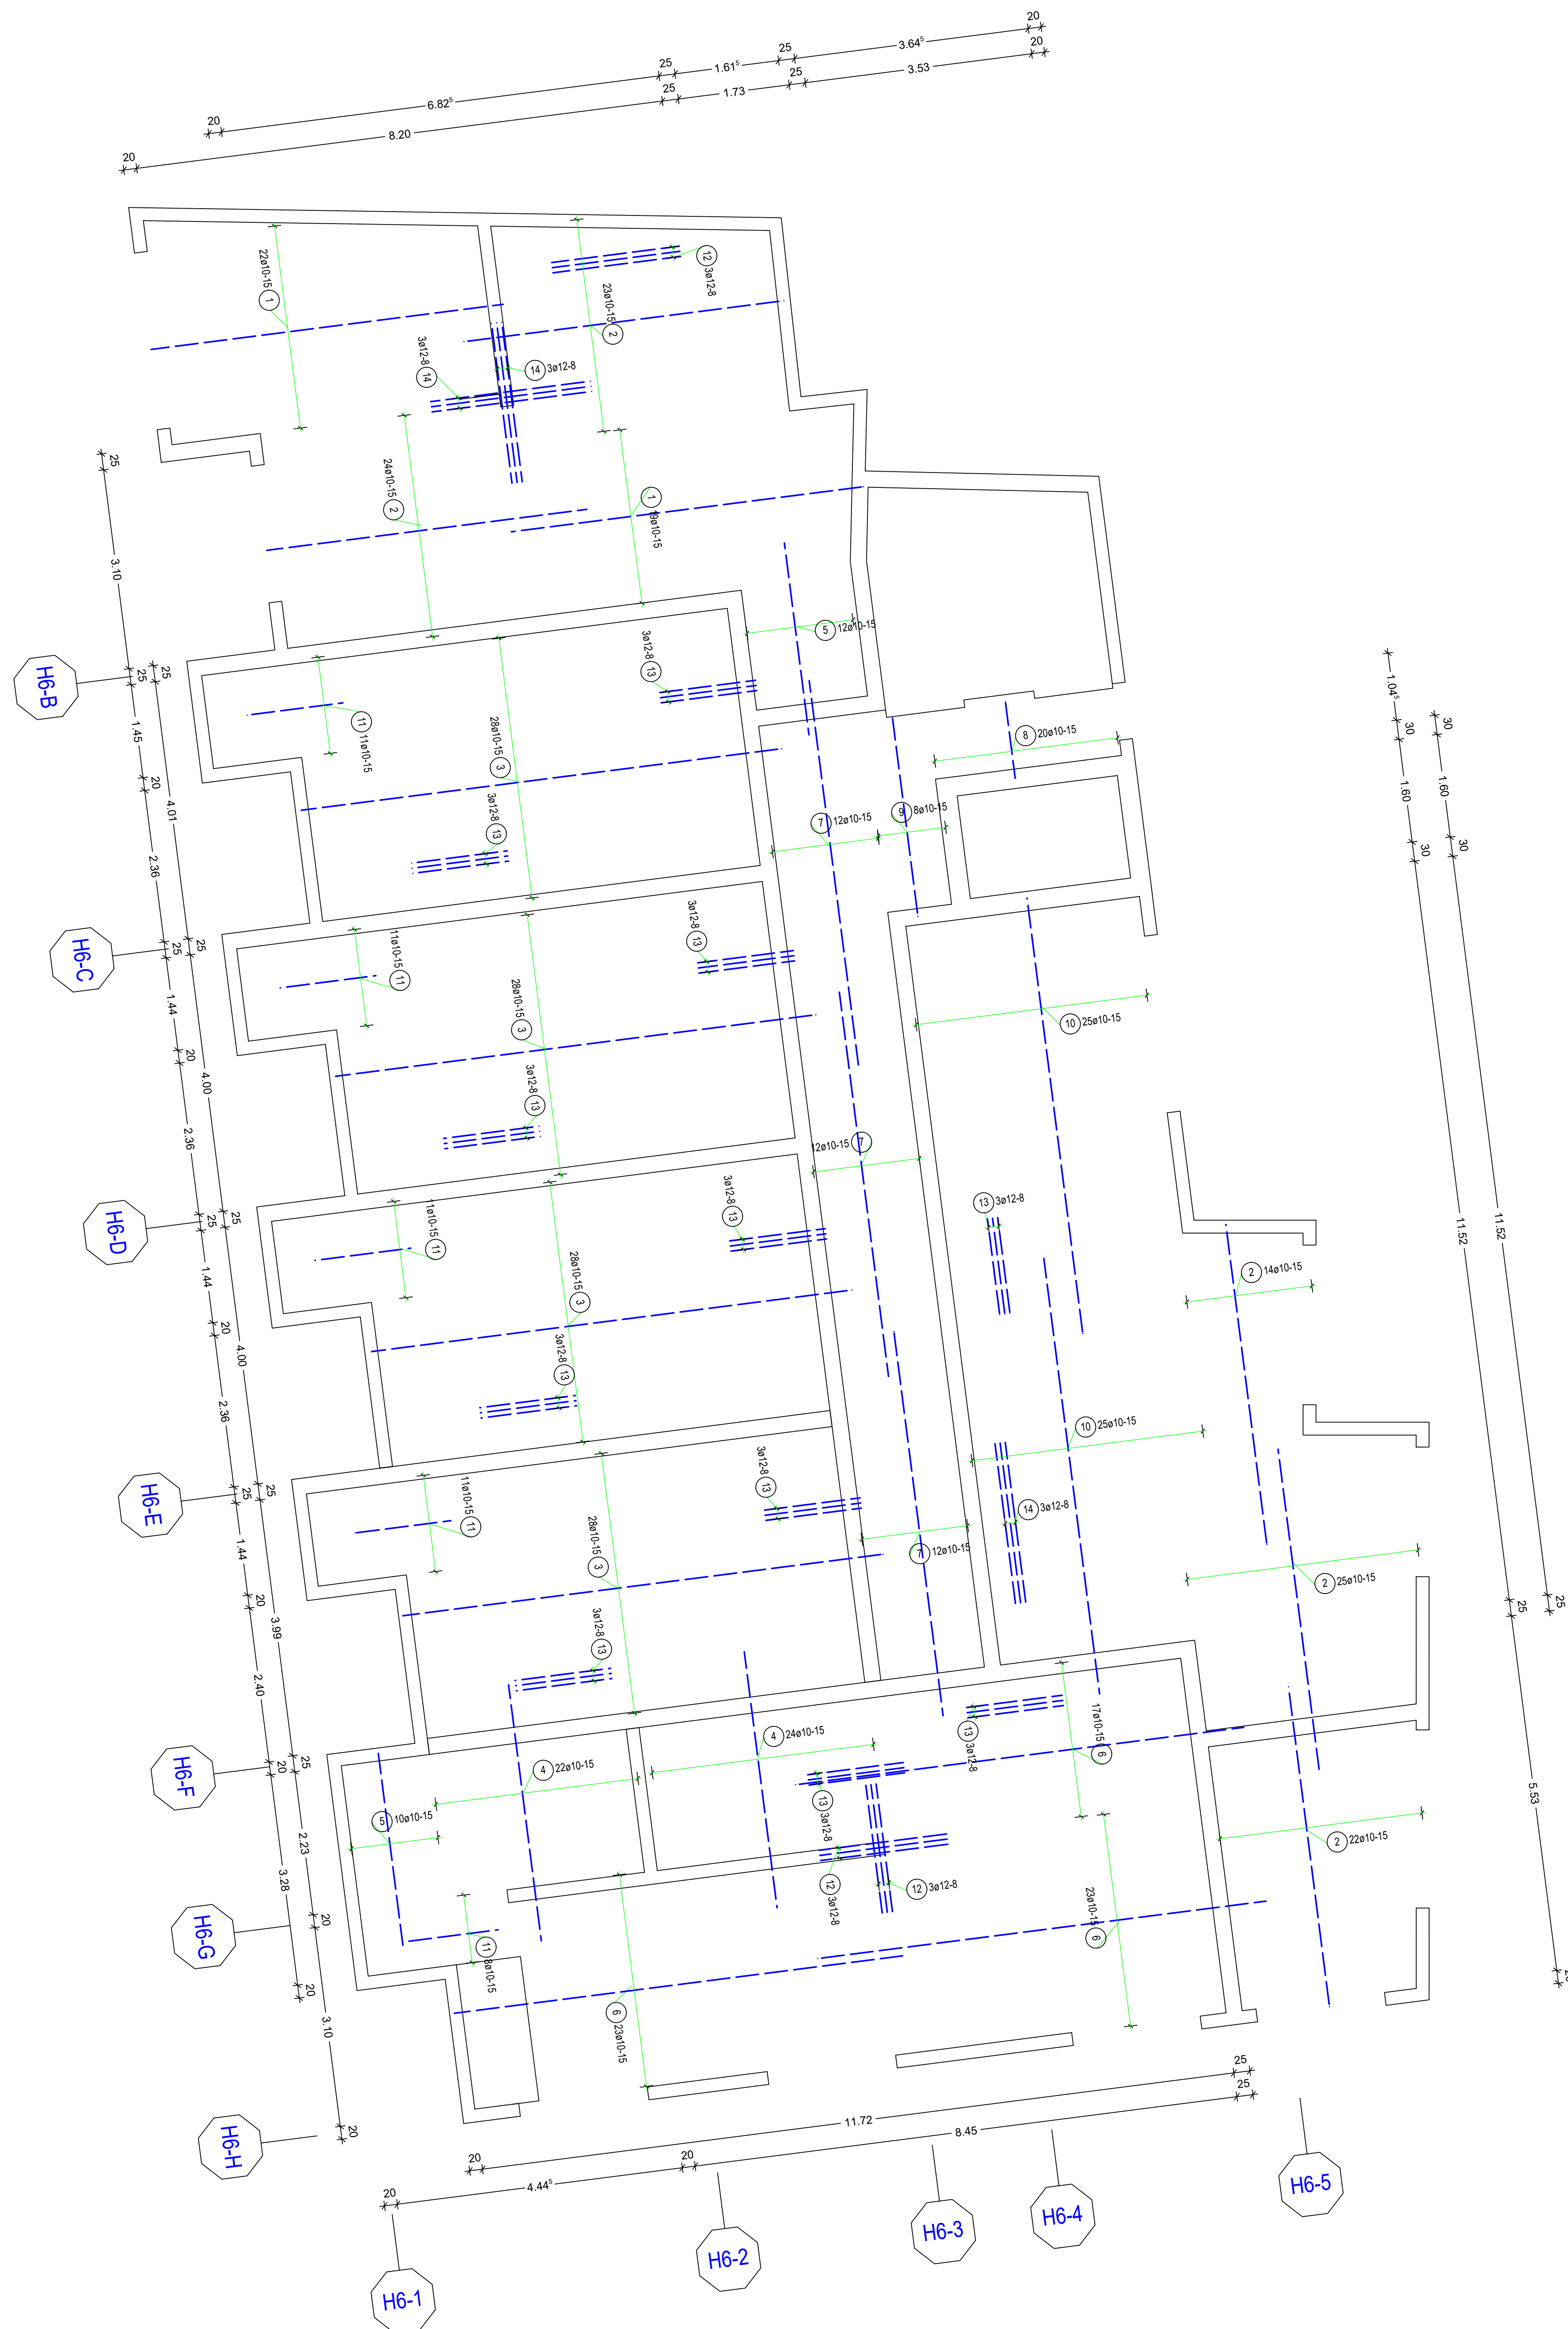 20
6.82⁵
25
1.61⁵
25
3.64⁵
20
20
8.20
25
1.73
25
3.53
20
22ø10-15 1
23ø10-15 2
12 3ø12-8
3ø12-8 14
14 3ø12-8
24ø10-15 2
1 19ø10-15
5 12ø10-15
3ø12-8 13
11 11ø10-15
28ø10-15 3
3ø12-8 13
8 20ø10-15
7 12ø10-15
9 8ø10-15
3ø12-8 13
11ø10-15 11
28ø10-15 3
10 25ø10-15
3ø12-8 13
12ø10-15 7
3ø12-8 13
13 3ø12-8
11ø10-15 11
28ø10-15 3
2 14ø10-15
3ø12-8 13
10 25ø10-15
3ø12-8 13
11ø10-15 11
14 3ø12-8
28ø10-15 3
7 12ø10-15
2 25ø10-15
3ø12-8 13
4 24ø10-15
4 22ø10-15
13 3ø12-8
17ø10-15 6
5 10ø10-15
13 3ø12-8
2 22ø10-15
12 3ø12-8
12 3ø12-8
11 8ø10-15
23ø10-15 6
6 23ø10-15
25
3.10
25
1.45
20
2.36
25
1.44
20
2.36
25
1.44
20
2.36
25
1.44
20
2.40
20
3.28
20
25
4.01
25
4.00
25
4.00
25
3.99
25
2.23
20
3.10
20
H6-B
H6-C
H6-D
H6-E
H6-F
H6-G
H6-H
1.04⁵
30
1.60
30
11.52
25
5.53
30
1.60
30
11.52
25
20
11.72
25
20
4.44⁵
20
8.45
25
H6-1
H6-2
H6-3
H6-4
H6-5